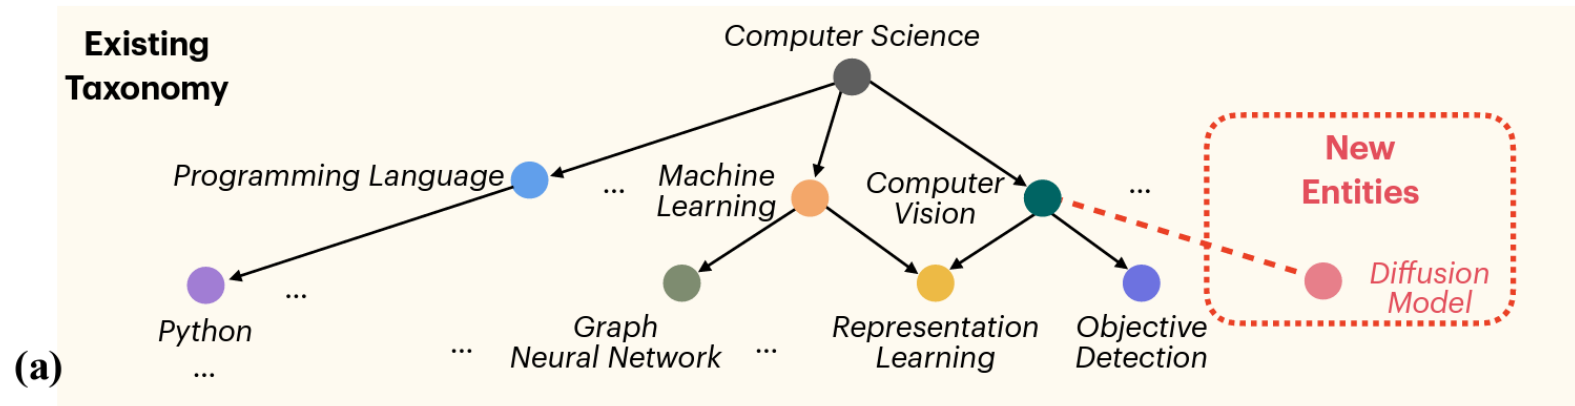 Existing
Taxonomy
Computer Science
Programming Language
...
Machine
Learning
Computer
Vision
...
New
Entities
Diffusion
Model
Python
...
...
...
Graph
Neural Network
...
Representation
Learning
Objective
Detection
(a)